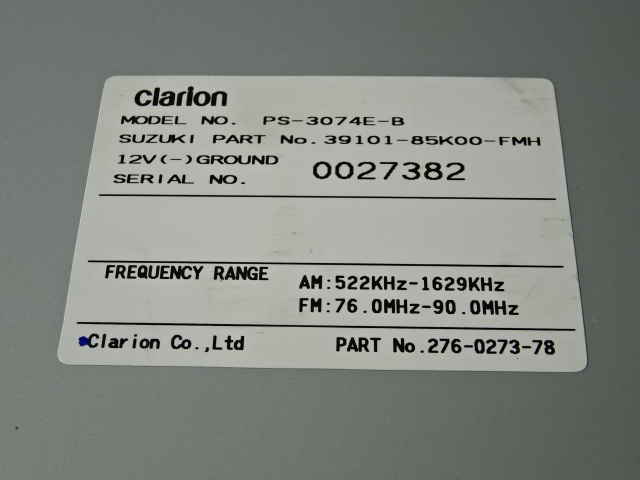 clarion
MODEL NO. PS-3074E-B
SUZUKI PART No.39101-85K00-FMH
12V(-)GROUND
SERIAL NO. 0027382
FREQUENCY RANGE AM:522KHz-1629KHz
FM:76.0MHz-90.0MHz
Clarion Co.,Ltd PART No.276-0273-78